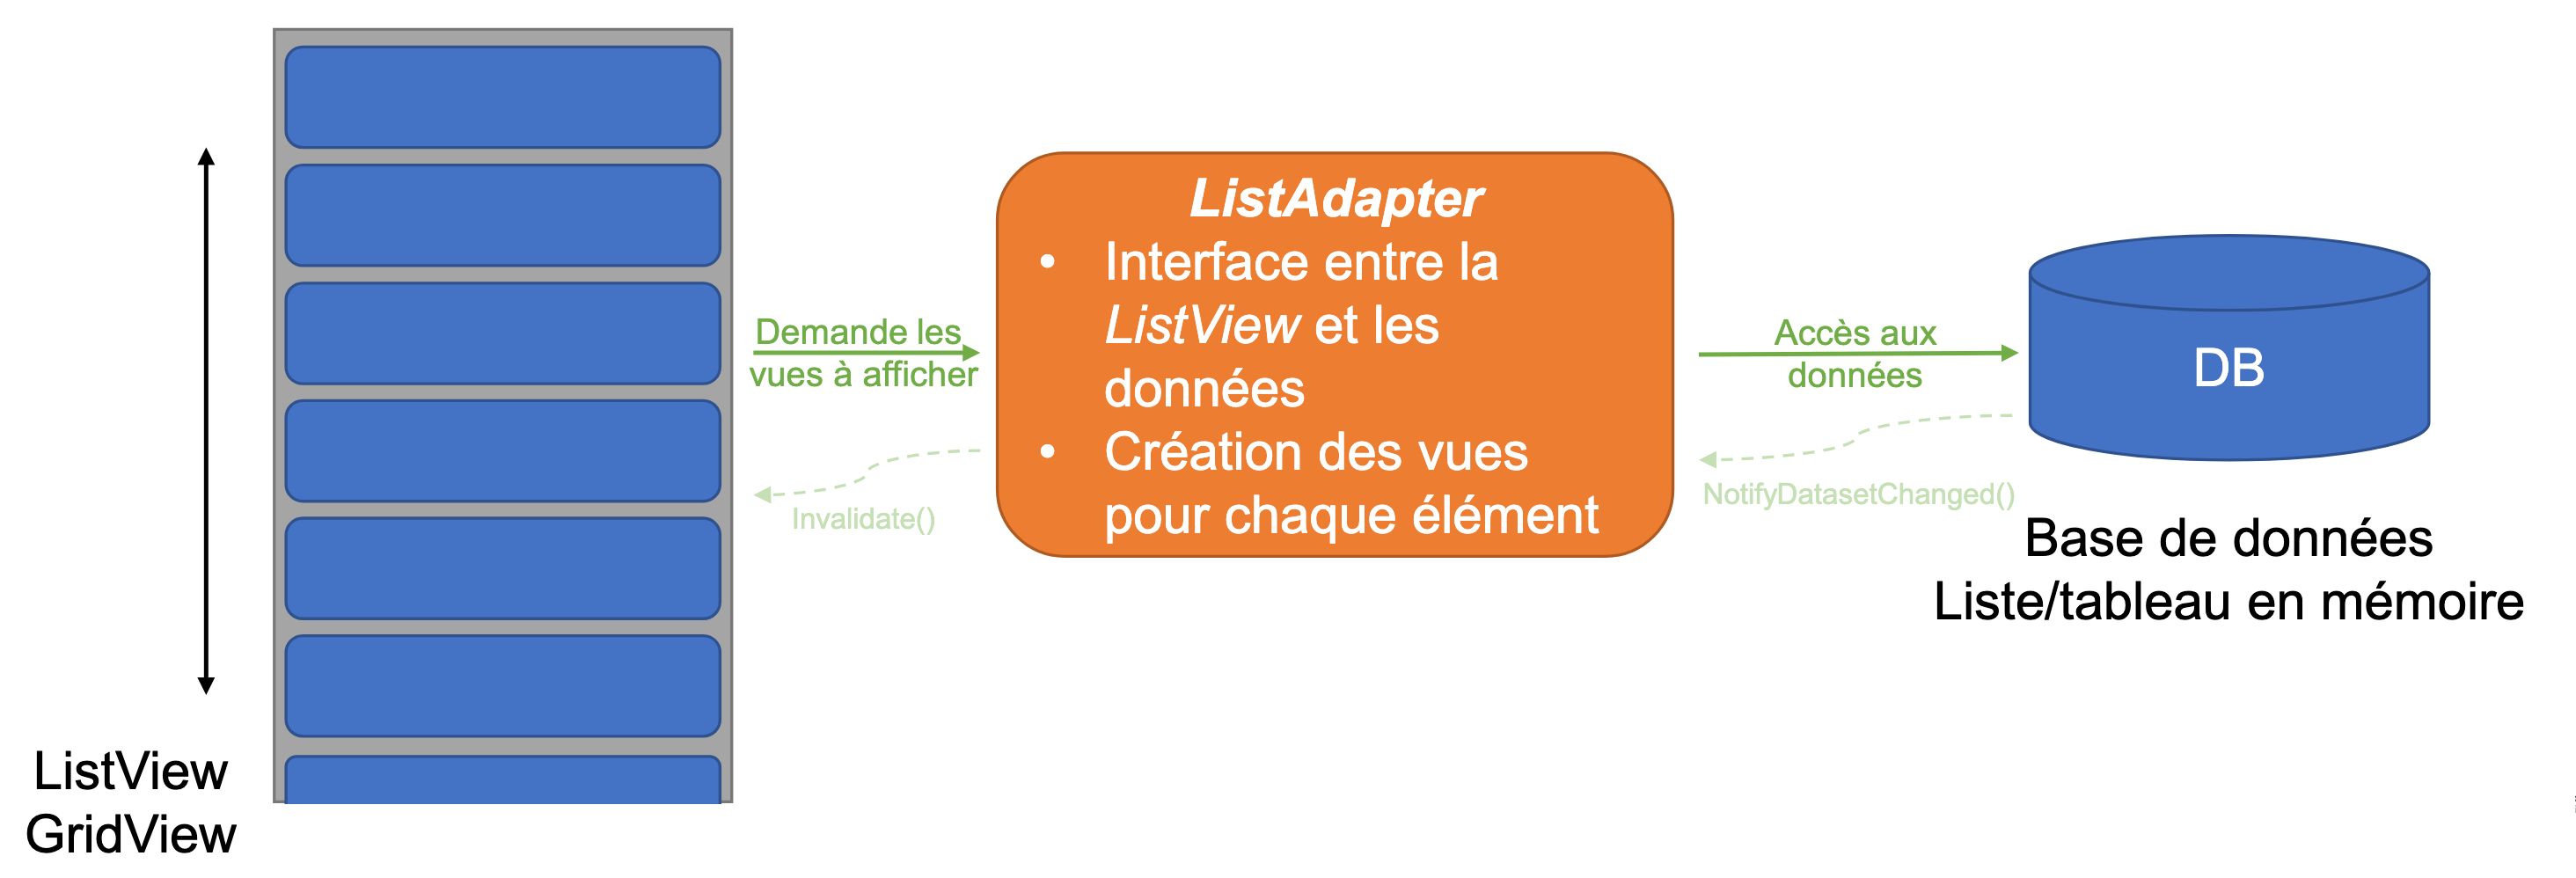 ListView
GridView
Demande les
vues à afficher
Invalidate()
ListAdapter
• Interface entre la
ListView et les
données
• Création des vues
pour chaque élément
Accès aux
données
NotifyDatasetChanged()
DB
Base de données
Liste/tableau en mémoire